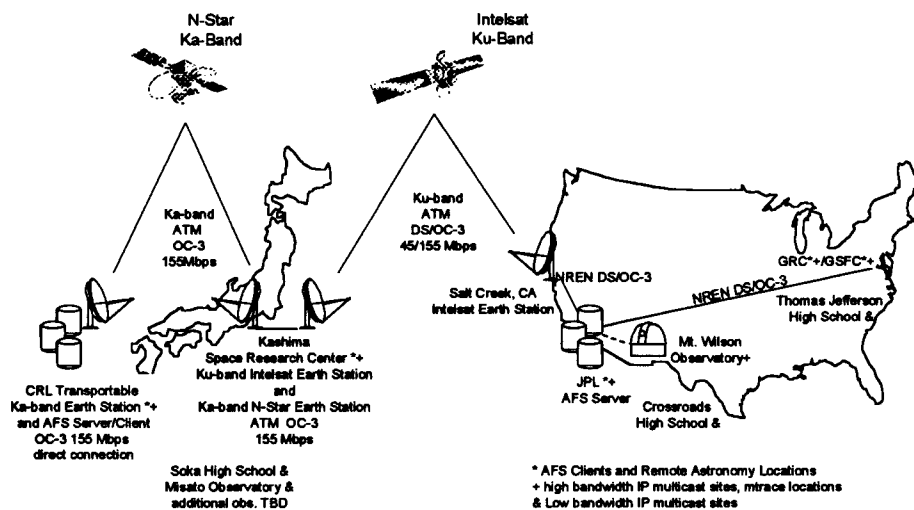 N-Star
Ka-Band
Intelsat
Ku-Band
Ka-band
ATM
OC-3
155Mbps
Ku-band
ATM
DS/OC-3
45/155 Mbps
GRC*+/GSFC*+
NREN DS/OC-3
NREN DS/OC-3
Salt Creek, CA
Intelsat Earth Station
Thomas Jefferson
High School &
Mt. Wilson
Observatory+
JPL *+
AFS Server
Crossroads
High School &
Kashima
Space Research Center *+
Ku-band Intelsat Earth Station
and
Ka-band N-Star Earth Station
ATM OC-3
155 Mbps
CRL Transportable
Ka-band Earth Station *+
and AFS Server/Client
OC-3 155 Mbps
direct connection
Soka High School &
Misato Observatory &
additional obs. TBD
* AFS Clients and Remote Astronomy Locations
+ high bandwidth IP multicast sites, mtrace locations
& Low bandwidth IP multicast sites